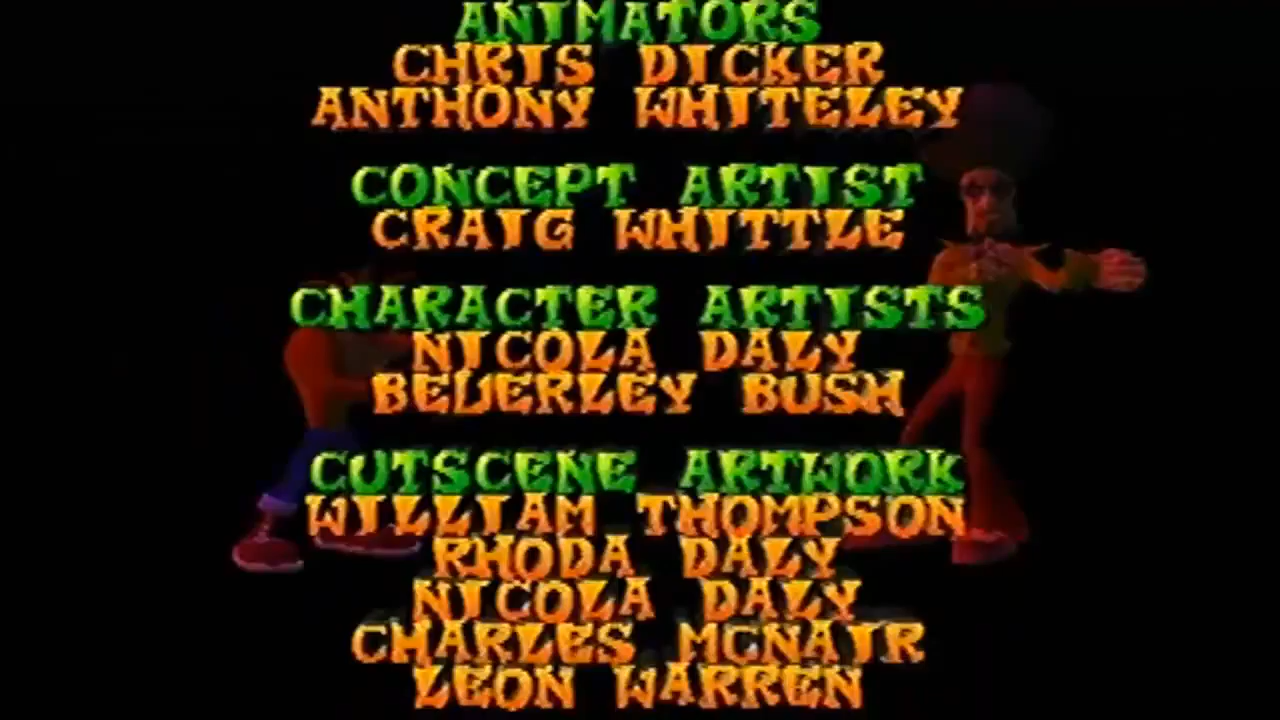 ANIMATORS
CHRIS DICKER
ANTHONY WHITELEY
CONCEPT ARTIST
CRAIG WHITTLE
CHARACTER ARTISTS
NICOLA DALY
BEVERLEY BUSH
CUTSCENE ARTWORK
WILLIAM THOMPSON
RHODA DALY
NICOLA DALY
CHARLES MCNAIR
LEON WARREN